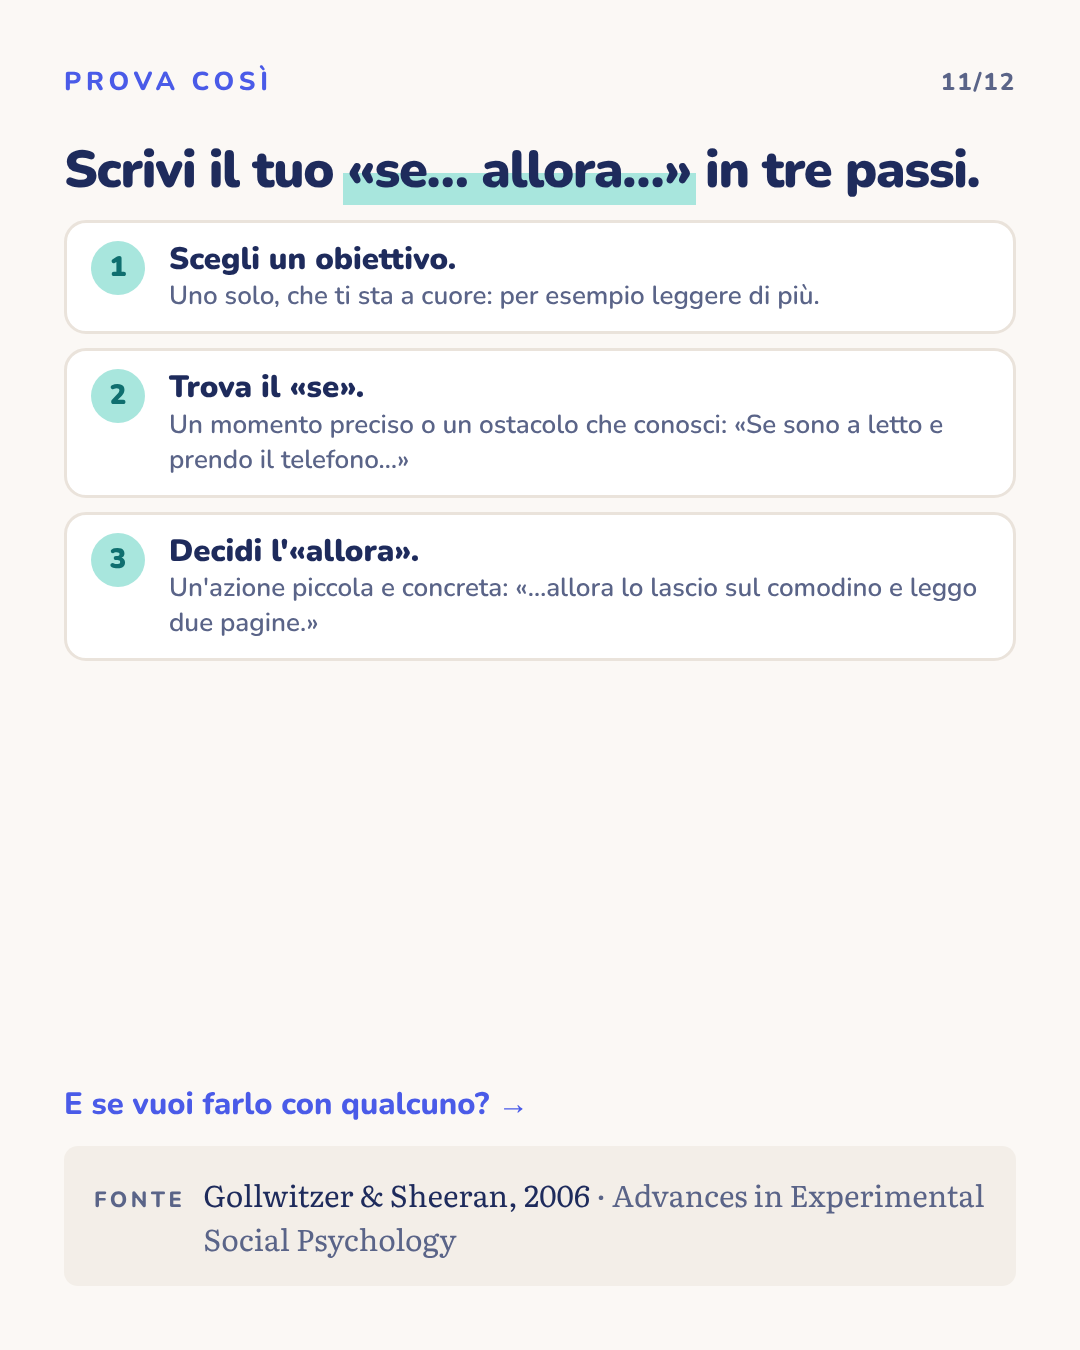 PROVA COSÌ
11/12
Scrivi il tuo «se... allora...» in tre passi.
1
Scegli un obiettivo.
Uno solo, che ti sta a cuore: per esempio leggere di più.
2
Trova il «se».
Un momento preciso o un ostacolo che conosci: «Se sono a letto e
prendo il telefono...»
3
Decidi l'«allora».
Un'azione piccola e concreta: «...allora lo lascio sul comodino e leggo
due pagine.»
E se vuoi farlo con qualcuno? →
FONTE Gollwitzer & Sheeran, 2006 · Advances in Experimental
Social Psychology